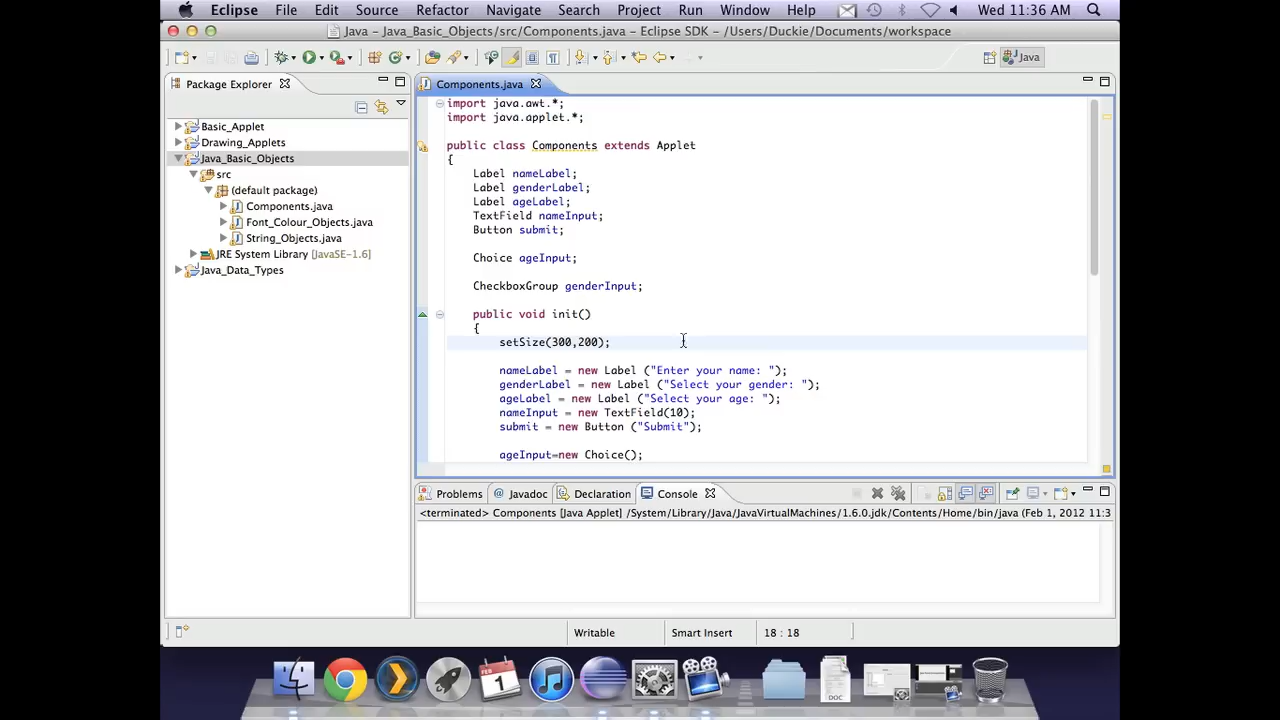 Eclipse File Edit Source Refactor Navigate Search Project Run Window Help Wed 11:36 AM
Java – Java_Basic_Objects/src/Components.java – Eclipse SDK – /Users/Duckie/Documents/workspace
Java
Package Explorer
Basic_Applet
Drawing_Applets
Java_Basic_Objects
src
(default package)
Components.java
Font_Colour_Objects.java
String_Objects.java
JRE System Library [JavaSE-1.6]
Java_Data_Types
Components.java
import java.awt.*;
import java.applet.*;
public class Components extends Applet
{
Label nameLabel;
Label genderLabel;
Label ageLabel;
TextField nameInput;
Button submit;
Choice ageInput;
CheckboxGroup genderInput;
public void init()
{
setSize(300,200);
nameLabel = new Label ("Enter your name: ");
genderLabel = new Label ("Select your gender: ");
ageLabel = new Label ("Select your age: ");
nameInput = new TextField(10);
submit = new Button ("Submit");
ageInput=new Choice();
Problems @ Javadoc Declaration Console
<terminated> Components [Java Applet] /System/Library/Java/JavaVirtualMachines/1.6.0.jdk/Contents/Home/bin/java (Feb 1, 2012 11:3
Writable Smart Insert 18 : 18
FEB
1
DOC